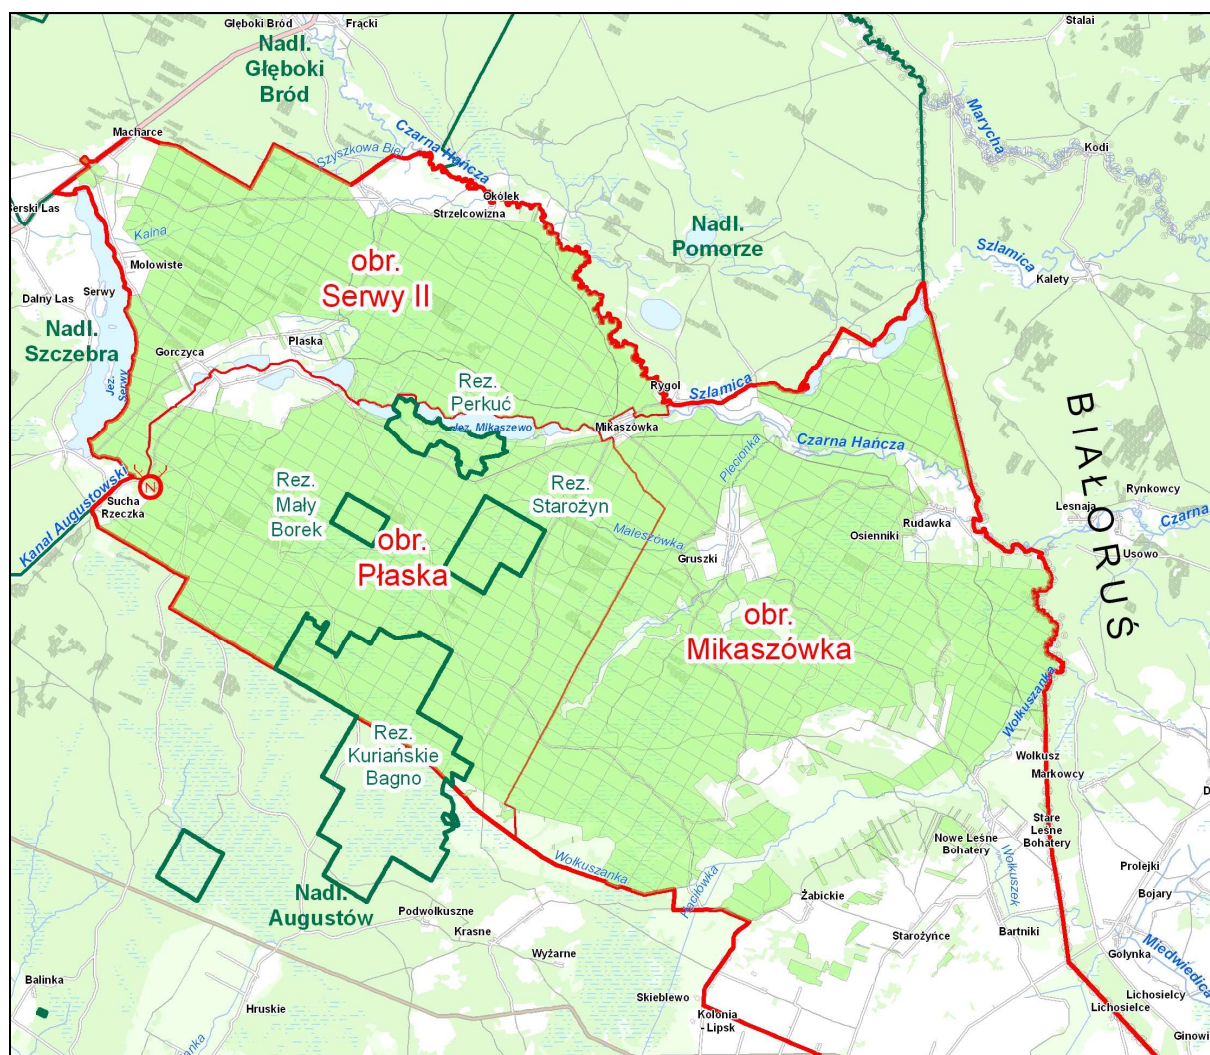 Głęboki Bród
Frącki
Stalai
Nadl.
Głęboki
Bród
Macharce
Szyszkowa Biel
Czarna Hańcza
Marycha
Kodi
Serski Las
Okółek
Strzelcowizna
Kalna
Mołowiste
obr.
Serwy II
Nadl.
Pomorze
Szlamica
Kalety
Serwy
Dalny Las
Nadl.
Szczebra
Jez.
Serwy
Gorczyca
Płaska
Rez.
Perkuć
Rygol
Szlamica
Jez. Mikaszewo
Mikaszówka
Czarna Hańcza
Plecionka
BIAŁORUŚ
Kanał Augustowski
Sucha
Rzeczka
N
Rez.
Mały
Borek
Rez.
Starożyn
obr.
Płaska
Maleszówka
Gruszki
Rudawka
Osienniki
Rynkowcy
Lesnaja
Czarna
Usowo
obr.
Mikaszówka
Wołkuszanka
Rez.
Kuriańskie
Bagno
Wołkusz
Markowcy
Stare
Leśne
Bohatery
Nowe Leśne
Bohatery
Wołkuszek
Prolejki
Bojary
Wołkuszanka
Nadl.
Augustów
Podwołkuszne
Krasne
Wyżarne
Żabickie
Starożyńce
Bartniki
Gołynka
Miedwiedica
Balinka
Hruskie
Skieblewo
Kolonia
- Lipsk
Lichosielcy
Lichosielce
Ginowi